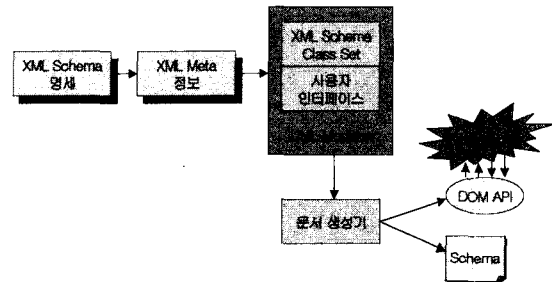 XML Schema
명세
XML Meta
정보
XML Schema
Class Set
사용자
인터페이스
문서 생성기
DOM API
Schema